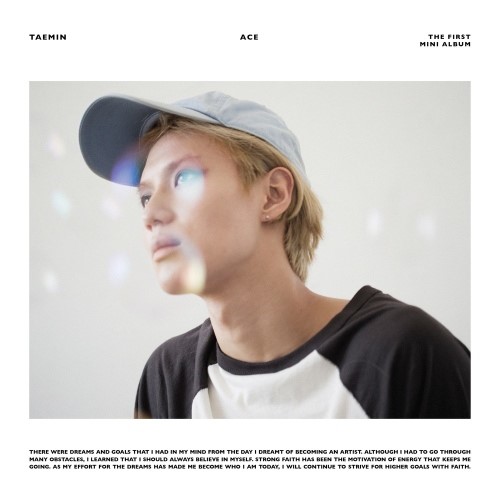 TAEMIN
ACE
THE FIRST
MINI ALBUM
THERE WERE DREAMS AND GOALS THAT I HAD IN MY MIND FROM THE DAY I DREAMT OF BECOMING AN ARTIST. ALTHOUGH I HAD TO GO THROUGH
MANY OBSTACLES, I LEARNED THAT I SHOULD ALWAYS BELIEVE IN MYSELF. STRONG FAITH HAS BEEN THE MOTIVATION OF ENERGY THAT KEEPS ME
GOING. AS MY EFFORT FOR THE DREAMS HAS MADE ME BECOME WHO I AM TODAY, I WILL CONTINUE TO STRIVE FOR HIGHER GOALS WITH FAITH.